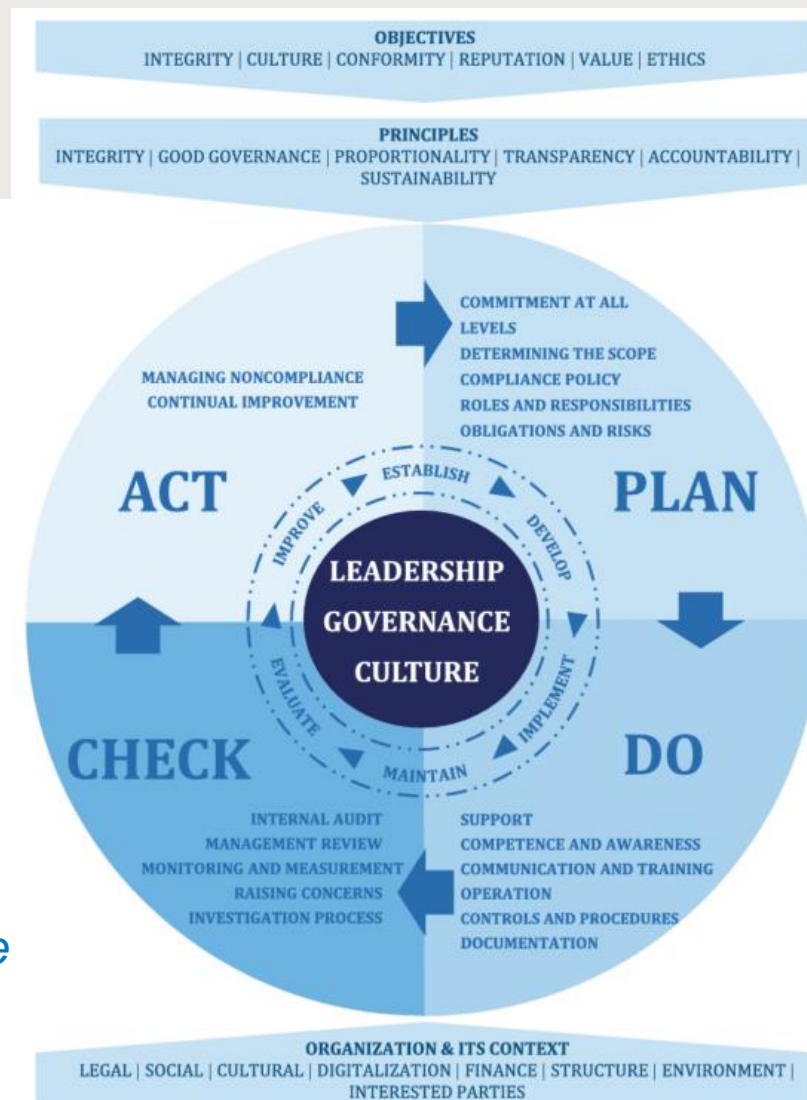 OBJECTIVES
INTEGRITY | CULTURE | CONFORMITY | REPUTATION | VALUE | ETHICS
PRINCIPLES
INTEGRITY | GOOD GOVERNANCE | PROPORTIONALITY | TRANSPARENCY | ACCOUNTABILITY |
SUSTAINABILITY
MANAGING NONCOMPLIANCE
CONTINUAL IMPROVEMENT
ACT
COMMITMENT AT ALL
LEVELS
DETERMINING THE SCOPE
COMPLIANCE POLICY
ROLES AND RESPONSIBILITIES
OBLIGATIONS AND RISKS
PLAN
ESTABLISH
DEVELOP
IMPLEMENT
MAINTAIN
EVALUATE
IMPROVE
LEADERSHIP
GOVERNANCE
CULTURE
CHECK
INTERNAL AUDIT
MANAGEMENT REVIEW
MONITORING AND MEASUREMENT
RAISING CONCERNS
INVESTIGATION PROCESS
DO
SUPPORT
COMPETENCE AND AWARENESS
COMMUNICATION AND TRAINING
OPERATION
CONTROLS AND PROCEDURES
DOCUMENTATION
e
ORGANIZATION & ITS CONTEXT
LEGAL | SOCIAL | CULTURAL | DIGITALIZATION | FINANCE | STRUCTURE | ENVIRONMENT |
INTERESTED PARTIES